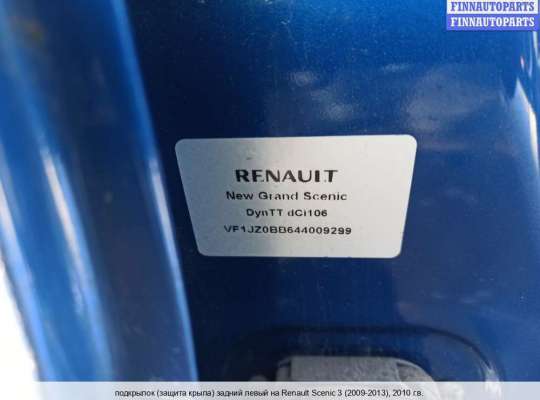 FINNAUTOPARTS
FINNAUTOPARTS
RENAULT
New Grand Scenic
DynTT dCi106
VF1JZ0BB644009299
подкрылок (защита крыла) задний левый на Renault Scenic 3 (2009-2013), 2010 г.в.